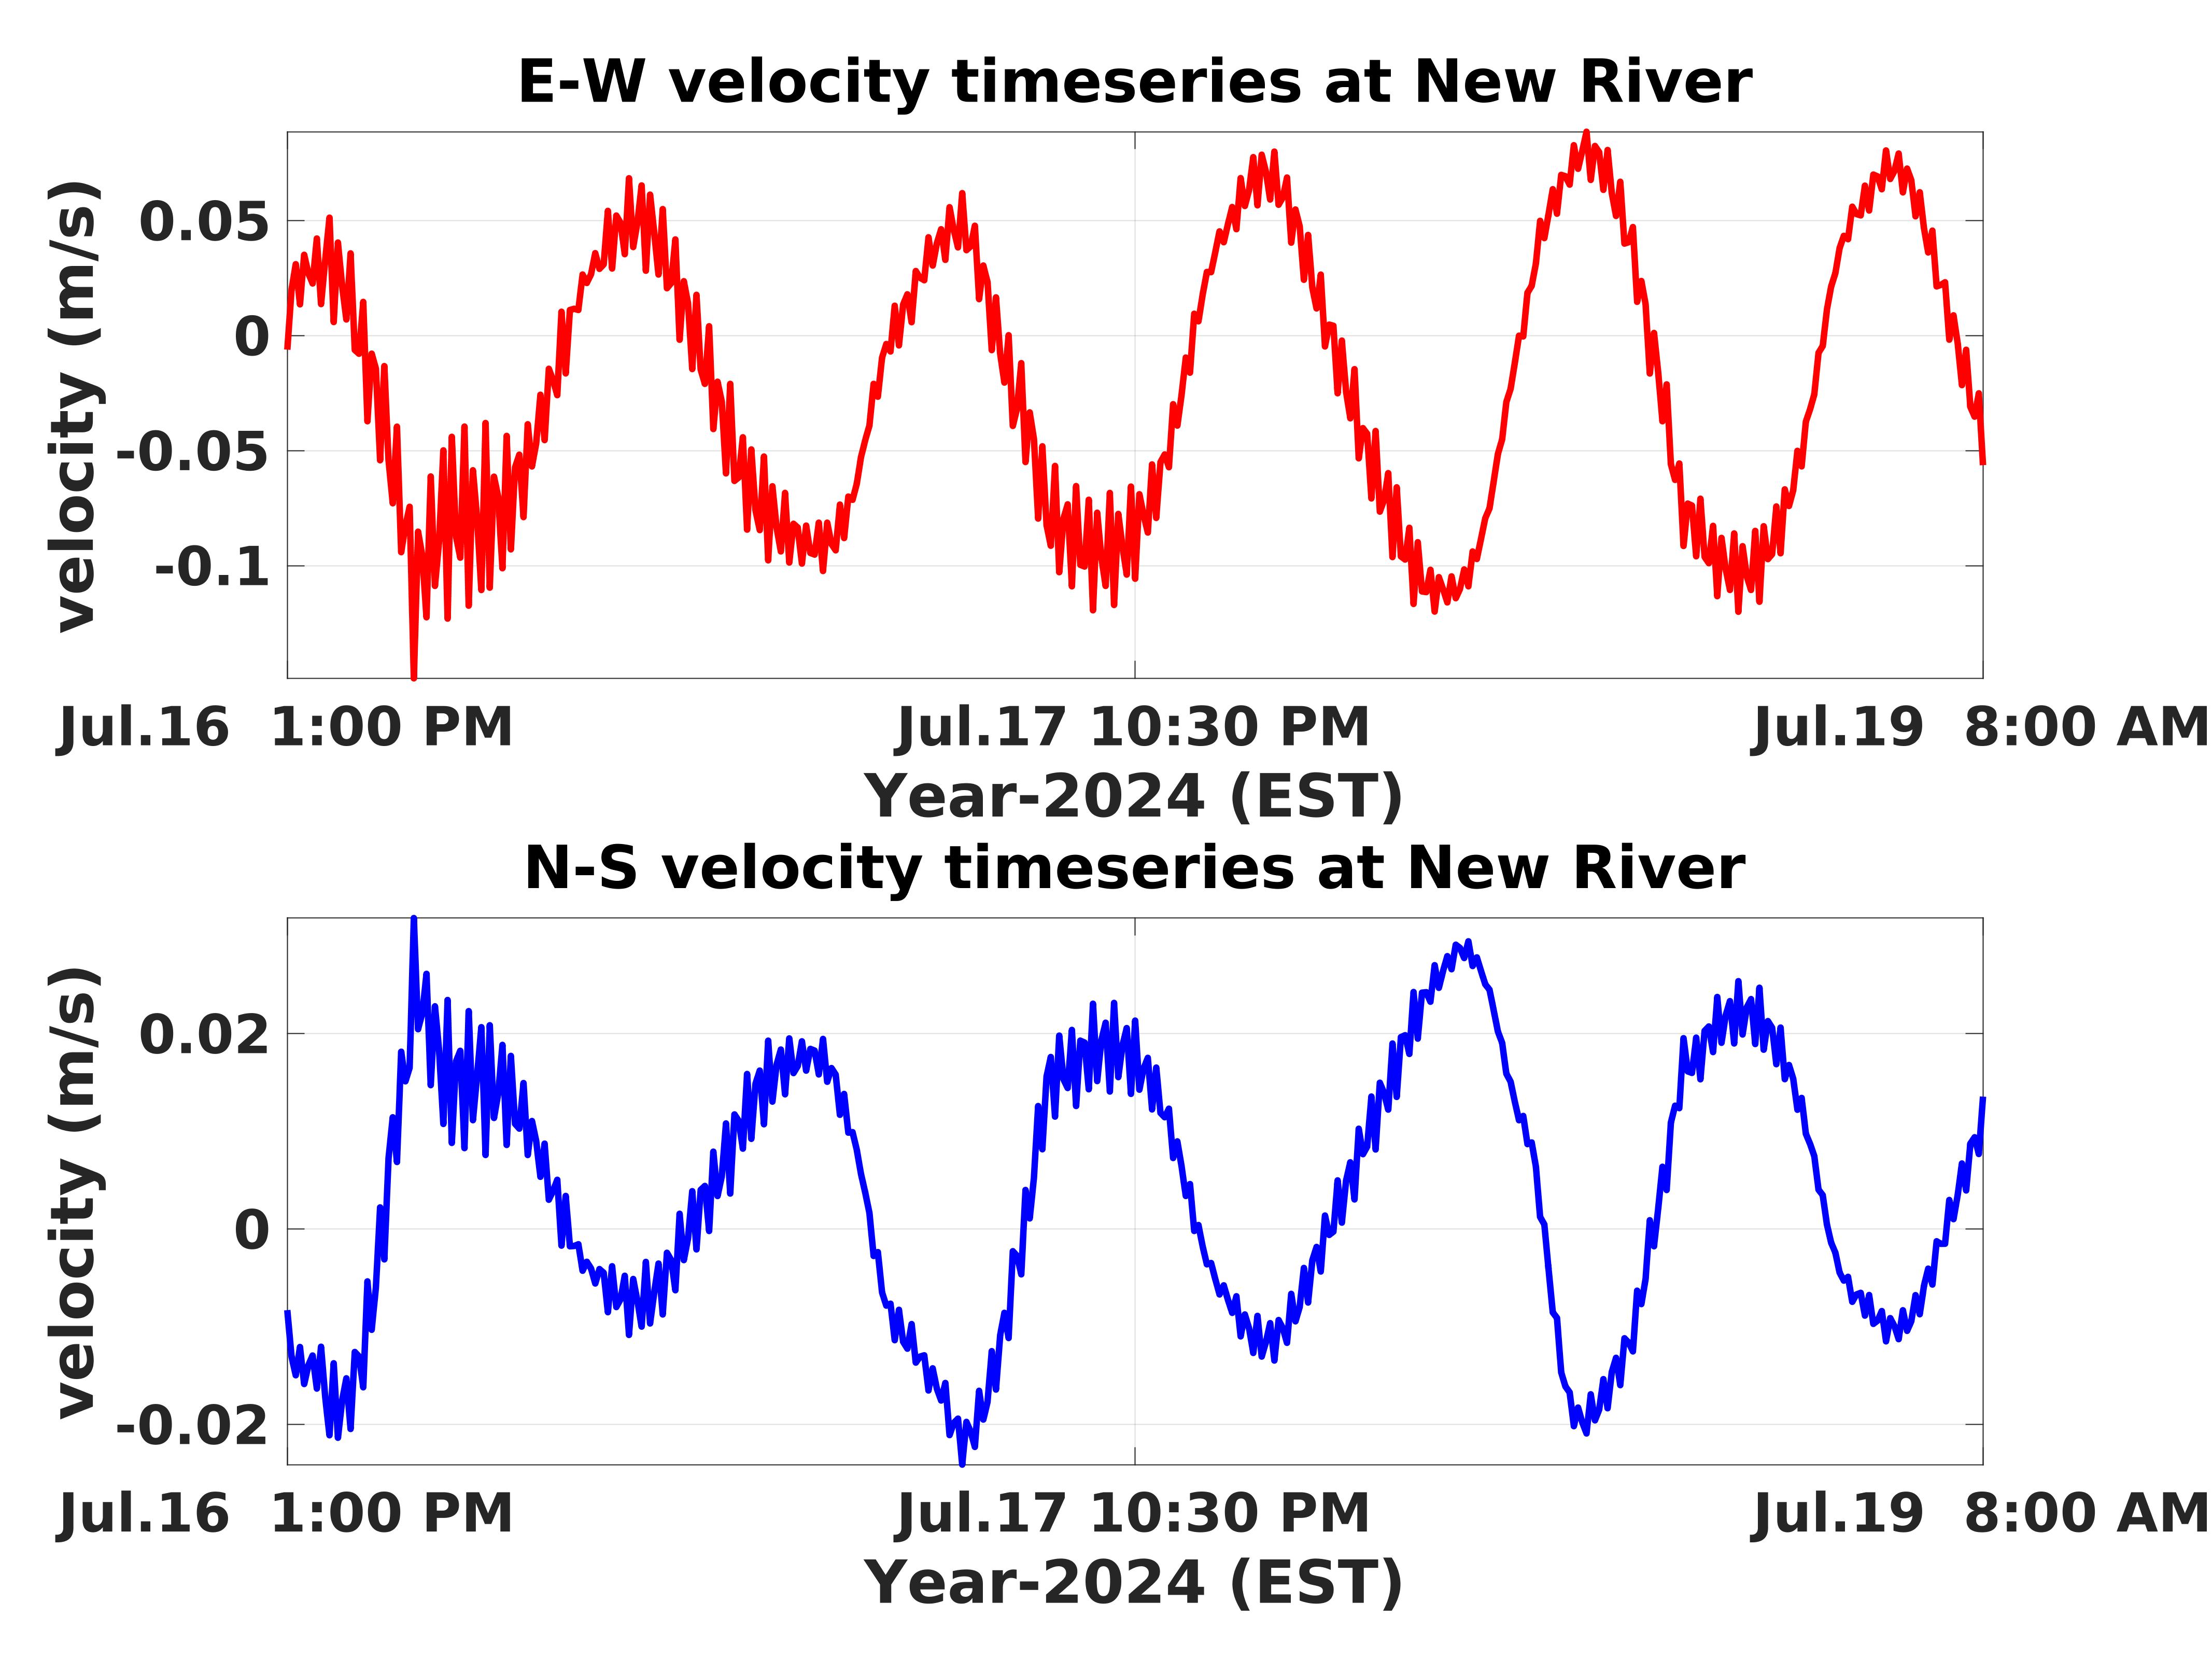 E-W velocity timeseries at New River
velocity (m/s)
0.05
0
-0.05
-0.1
Jul.16  1:00 PM
Jul.17 10:30 PM
Jul.19  8:00 AM
Year-2024 (EST)
N-S velocity timeseries at New River
velocity (m/s)
0.02
0
-0.02
Jul.16  1:00 PM
Jul.17 10:30 PM
Jul.19  8:00 AM
Year-2024 (EST)